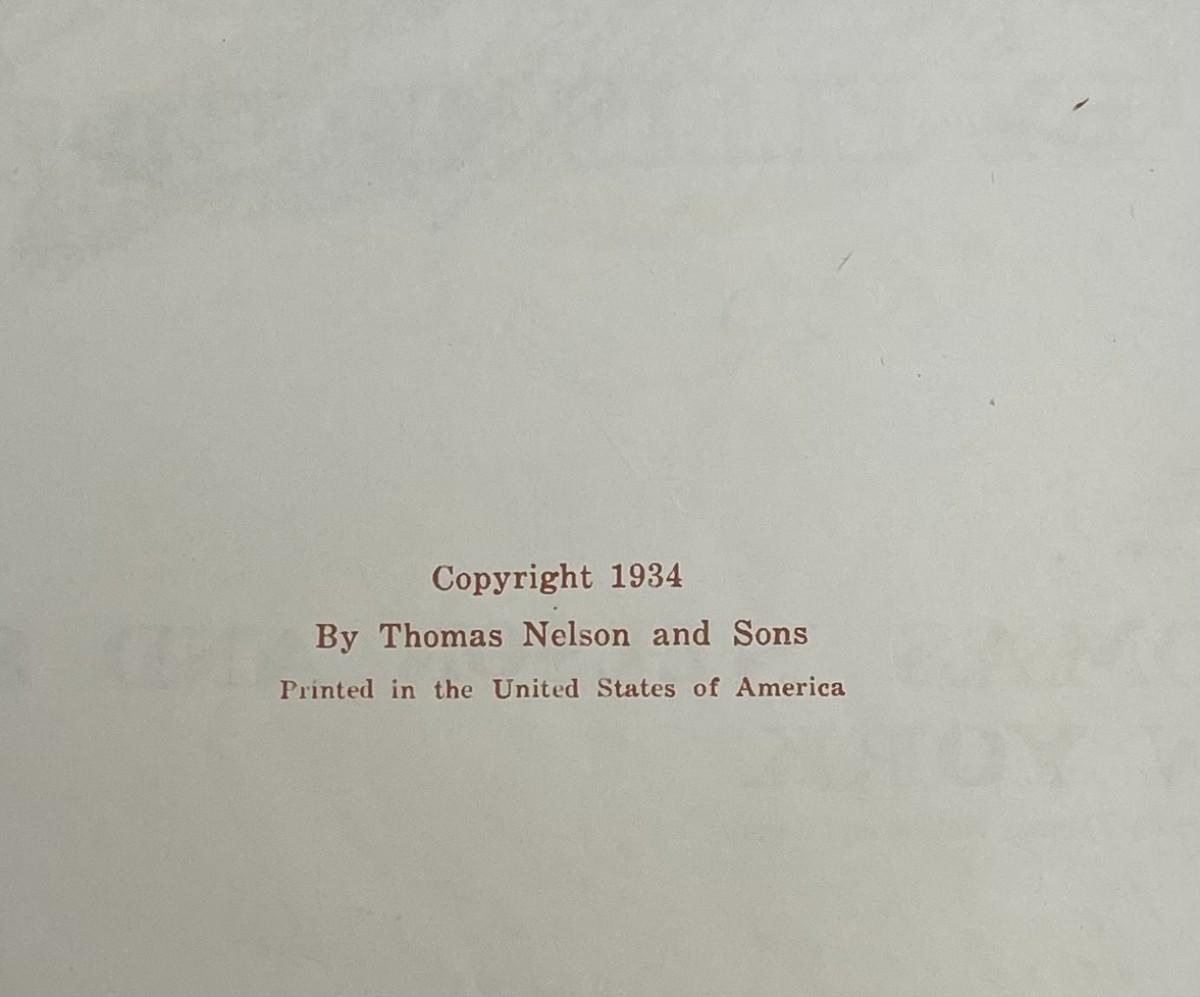 Copyright 1934
By Thomas Nelson and Sons
Printed in the United States of America